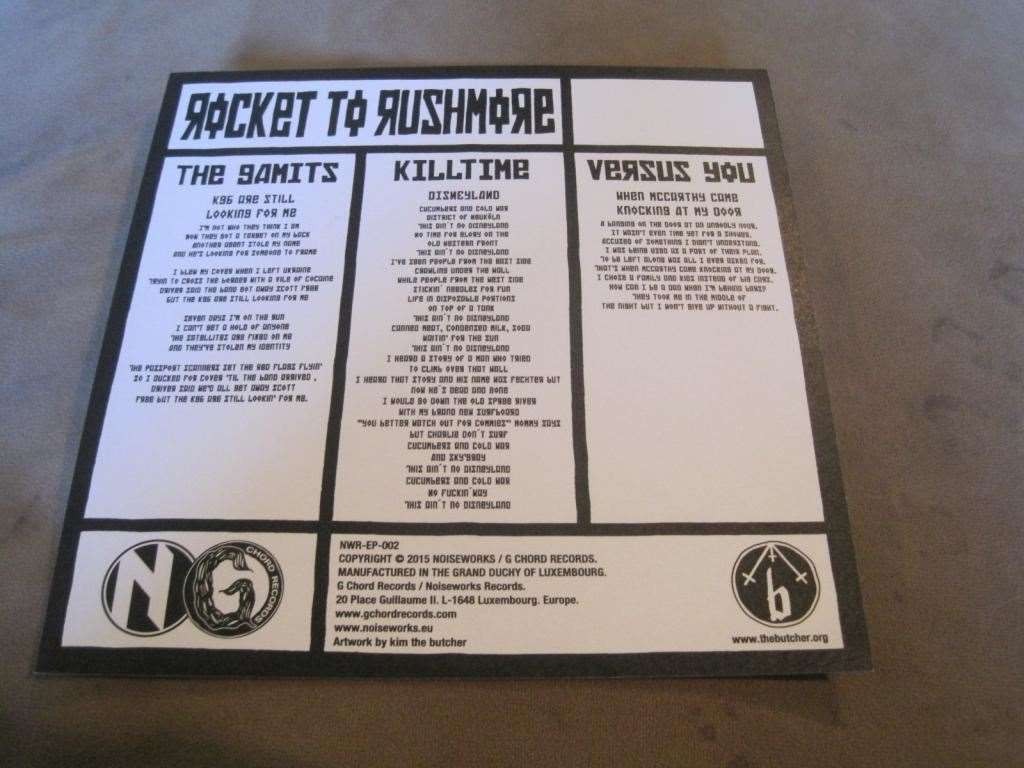 ROCKET TO RUSHMORE
THE GAMITS
KGB ARE STILL
LOOKING FOR ME
I'M NOT WHO THEY THINK I AM
NOW THEY GOT A TARGET ON MY BACK
ANOTHER AGENT STOLE MY NAME
AND HE'S LOOKING FOR SOMEONE TO FRAME
I BLEW MY COVER WHEN I LEFT UKRAINE
TRYIN TO CROSS THE BORDER WITH A VILE OF COCAINE
DRIVER SAID THE BAND GOT AWAY SCOTT FREE
BUT THE KGB ARE STILL LOOKING FOR ME
SEVEN DAYS I'M ON THE RUN
I CAN'T GET A HOLD OF ANYONE
THE SATELLITES ARE FIXED ON ME
AND THEY'VE STOLEN MY IDENTITY
THE PASSPORT SCANNERS SET THE RED FLAGS FLYIN'
SO I DUCKED FOR COVER 'TIL THE BAND ARRIVED ,
DRIVER SAID WE'D ALL GET AWAY SCOTT
FREE BUT THE KGB ARE STILL LOOKIN' FOR ME.
KILLTIME
DISNEYLAND
CUCUMBERS AND COLD WAR
DISTRICT OF NEUKÖLN
THIS AIN'T NO DISNEYLAND
NO TIME FOR GLORY ON THE
OLD WESTERN FRONT
THIS AIN'T NO DISNEYLAND
I'VE SEEN PEOPLE FROM THE EAST SIDE
CRAWLING UNDER THE WALL
WHILE PEOPLE FROM THE WEST SIDE
STICKIN' NEEDLES FOR FUN
LIFE IN DISPOSABLE PORTIONS
ON TOP OF A TANK
THIS AIN'T NO DISNEYLAND
CANNED MEAT, CONDENSED MILK, SODA
WAITIN' FOR THE SUN
THIS AIN'T NO DISNEYLAND
I HEARD A STORY OF A MAN WHO TRIED
TO CLIMB OVER THAT WALL
I HEARD THAT STORY AND HIS NAME WAS FECHTER BUT
NOW HE'S DEAD AND GONE
I WOULD GO DOWN THE OLD SPREE RIVER
WITH MY BRAND NEW SURFBOARD
"YOU BETTER WATCH OUT FOR COMMIES" MOMMY SAYS
BUT CHARLIE DON'T SURF
CUCUMBERS AND COLD WAR
AND SKY'GRAY
THIS AIN'T NO DISNEYLAND
CUCUMBERS AND COLD WAR
NO FUCKIN'WAY
THIS AIN'T NO DISNEYLAND
VERSUS YOU
WHEN MCCARTHY CAME
KNOCKING AT MY DOOR
A BANGING ON THE DOOR AT AN UNGODLY HOUR.
IT WASN'T EVEN TIME YET FOR A SHOWER.
ACCUSED OF SOMETHING I DIDN'T UNDERSTAND.
I WAS BEING USED AS A PART OF THEIR PLAN.
TO BE LEFT ALONE WAS ALL I EVER ASKED FOR.
THAT'S WHEN MCCARTHY CAME KNOCKING AT MY DOOR.
I CHOSE A FAMILY AND KIDS INSTEAD OF BIG CARS.
HOW CAN I BE A DAD WHEN I'M BEHIND BARS?
THEY TOOK ME IN THE MIDDLE OF
THE NIGHT BUT I WON'T GIVE UP WITHOUT A FIGHT.
N
G CHORD RECORDS
NWR-EP-002
COPYRIGHT © 2015 NOISEWORKS / G CHORD RECORDS.
MANUFACTURED IN THE GRAND DUCHY OF LUXEMBOURG.
G Chord Records / Noiseworks Records.
20 Place Guillaume II. L-1648 Luxembourg. Europe.
www.gchordrecords.com
www.noiseworks.eu
Artwork by kim the butcher
b
www.thebutcher.org